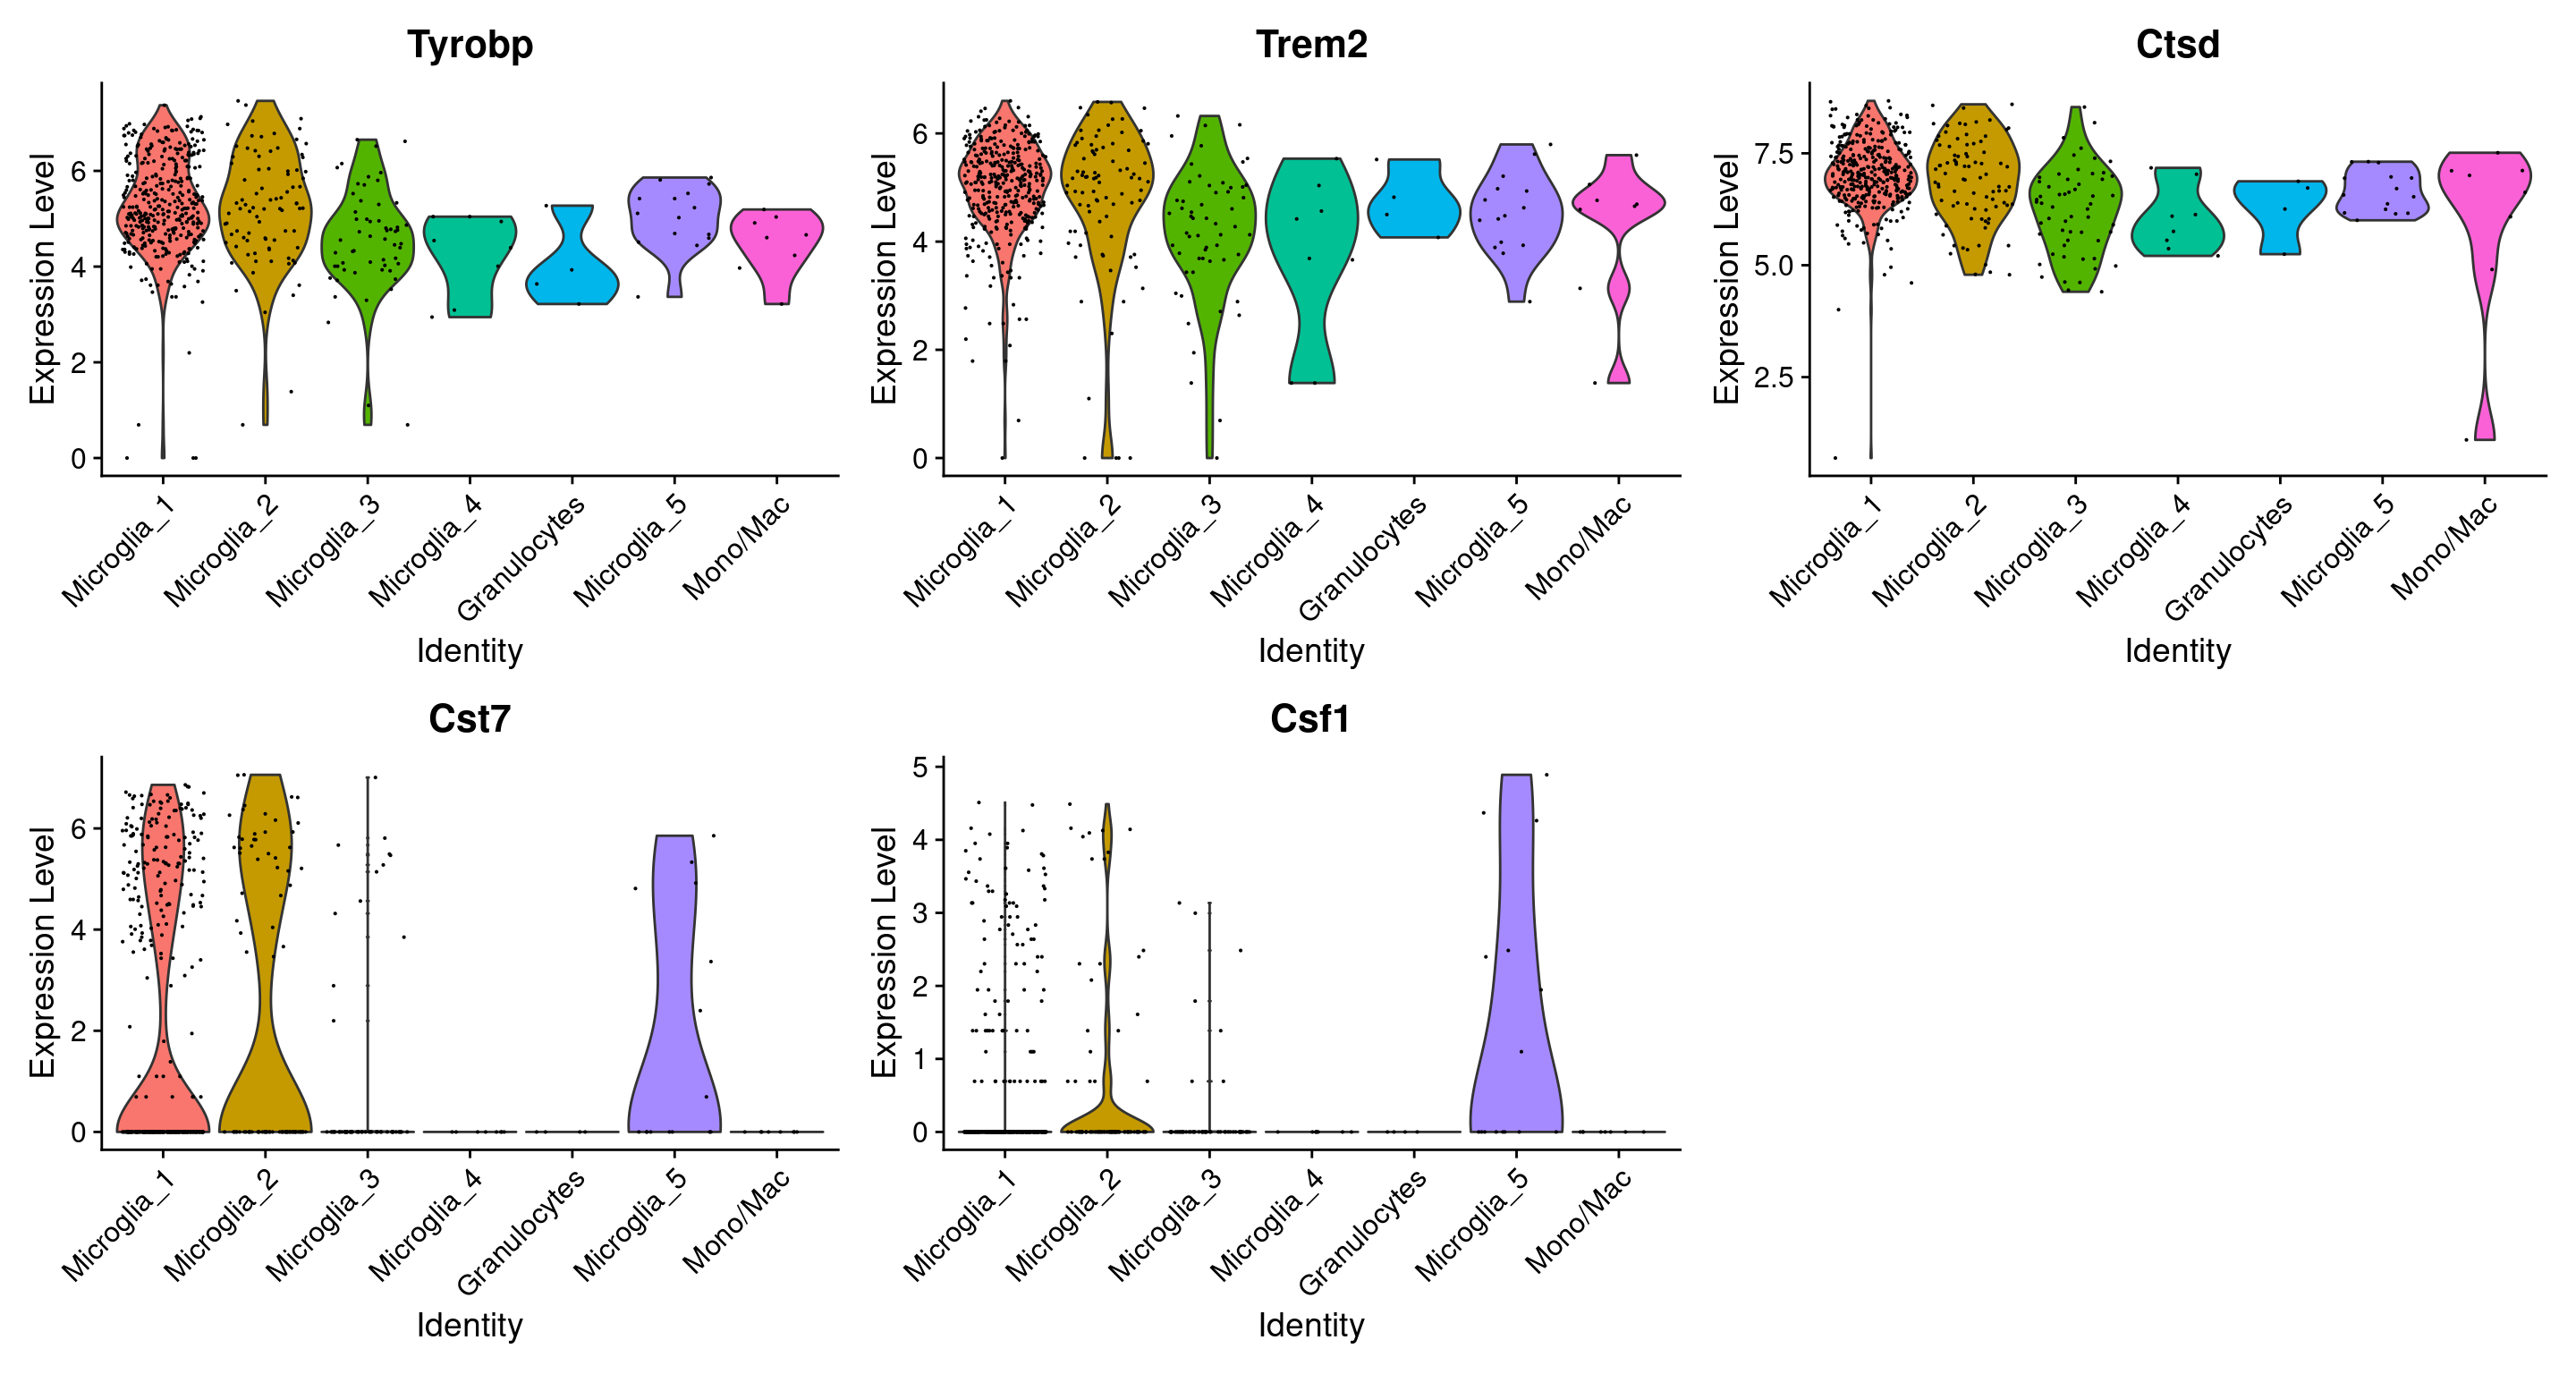 Tyrobp
Expression Level
6
4
2
0
Microglia_1
Microglia_2
Microglia_3
Microglia_4
Granulocytes
Microglia_5
Mono/Mac
Identity
Trem2
Expression Level
6
4
2
0
Microglia_1
Microglia_2
Microglia_3
Microglia_4
Granulocytes
Microglia_5
Mono/Mac
Identity
Ctsd
Expression Level
7.5
5.0
2.5
Microglia_1
Microglia_2
Microglia_3
Microglia_4
Granulocytes
Microglia_5
Mono/Mac
Identity
Cst7
Expression Level
6
4
2
0
Microglia_1
Microglia_2
Microglia_3
Microglia_4
Granulocytes
Microglia_5
Mono/Mac
Identity
Csf1
Expression Level
5
4
3
2
1
0
Microglia_1
Microglia_2
Microglia_3
Microglia_4
Granulocytes
Microglia_5
Mono/Mac
Identity